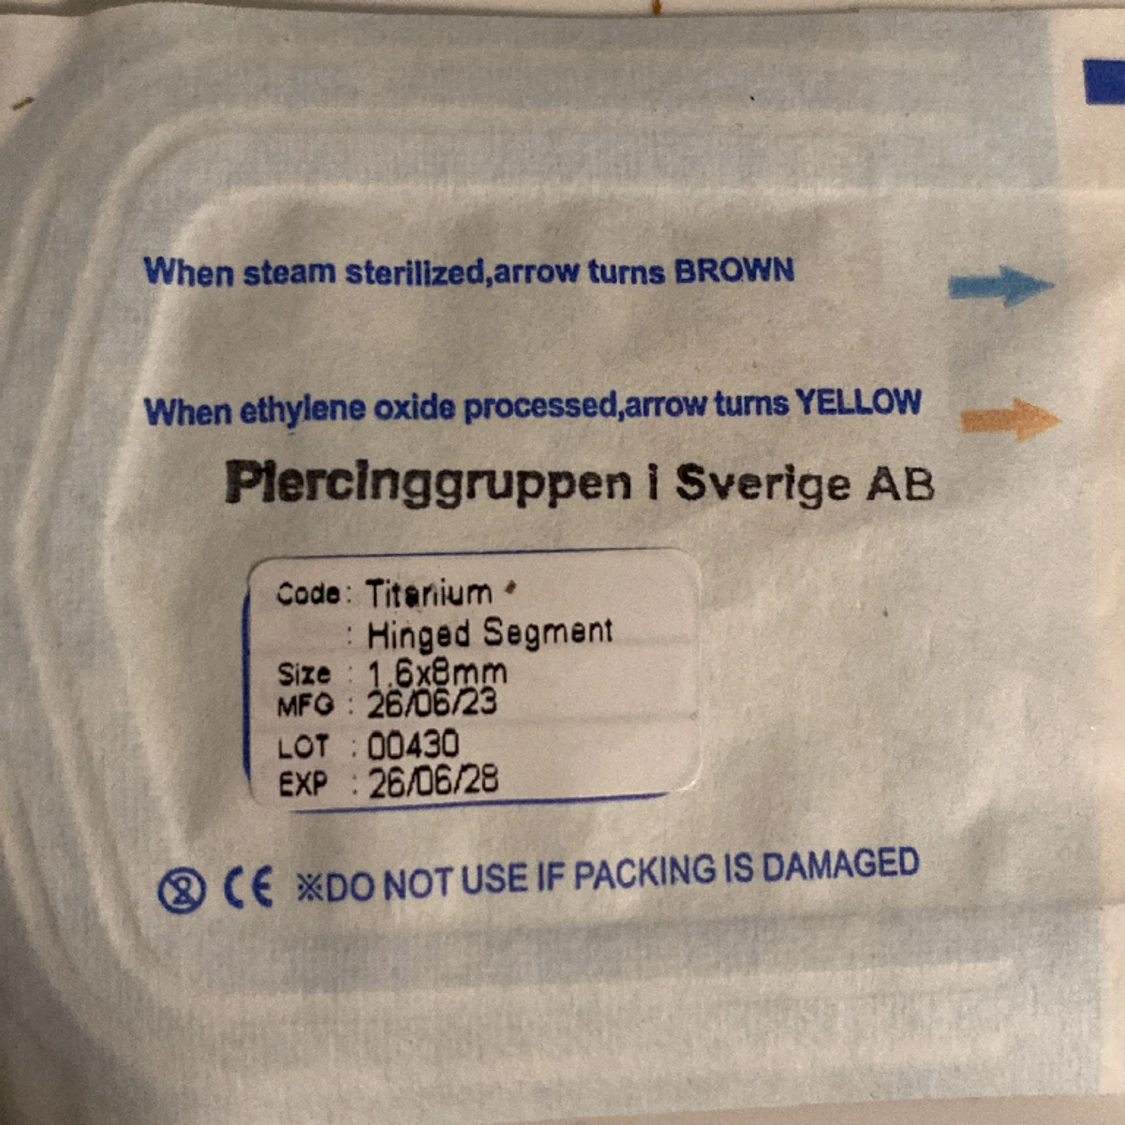 When steam sterilized,arrow turns BROWN
When ethylene oxide processed,arrow turns YELLOW
Piercinggruppen i Sverige AB
Code: Titanium
: Hinged Segment
Size : 1.6x8mm
MFG : 26/06/23
LOT : 00430
EXP : 26/06/28
2 CE ※DO NOT USE IF PACKING IS DAMAGED